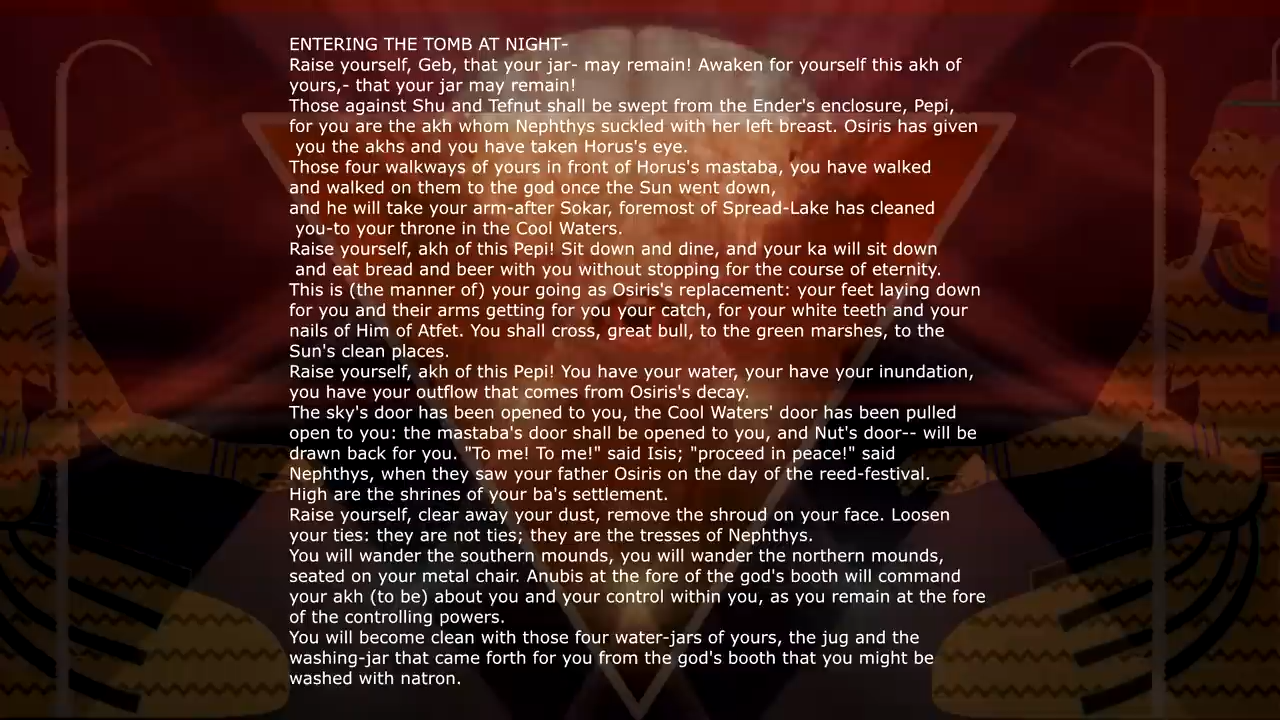 ENTERING THE TOMB AT NIGHT-
Raise yourself, Geb, that your jar- may remain! Awaken for yourself this akh of
yours,- that your jar may remain!
Those against Shu and Tefnut shall be swept from the Ender's enclosure, Pepi,
for you are the akh whom Nephthys suckled with her left breast. Osiris has given
you the akhs and you have taken Horus's eye.
Those four walkways of yours in front of Horus's mastaba, you have walked
and walked on them to the god once the Sun went down,
and he will take your arm-after Sokar, foremost of Spread-Lake has cleaned
you-to your throne in the Cool Waters.
Raise yourself, akh of this Pepi! Sit down and dine, and your ka will sit down
and eat bread and beer with you without stopping for the course of eternity.
This is (the manner of) your going as Osiris's replacement: your feet laying down
for you and their arms getting for you your catch, for your white teeth and your
nails of Him of Atfet. You shall cross, great bull, to the green marshes, to the
Sun's clean places.
Raise yourself, akh of this Pepi! You have your water, your have your inundation,
you have your outflow that comes from Osiris's decay.
The sky's door has been opened to you, the Cool Waters' door has been pulled
open to you: the mastaba's door shall be opened to you, and Nut's door-- will be
drawn back for you. "To me! To me!" said Isis; "proceed in peace!" said
Nephthys, when they saw your father Osiris on the day of the reed-festival.
High are the shrines of your ba's settlement.
Raise yourself, clear away your dust, remove the shroud on your face. Loosen
your ties: they are not ties; they are the tresses of Nephthys.
You will wander the southern mounds, you will wander the northern mounds,
seated on your metal chair. Anubis at the fore of the god's booth will command
your akh (to be) about you and your control within you, as you remain at the fore
of the controlling powers.
You will become clean with those four water-jars of yours, the jug and the
washing-jar that came forth for you from the god's booth that you might be
washed with natron.